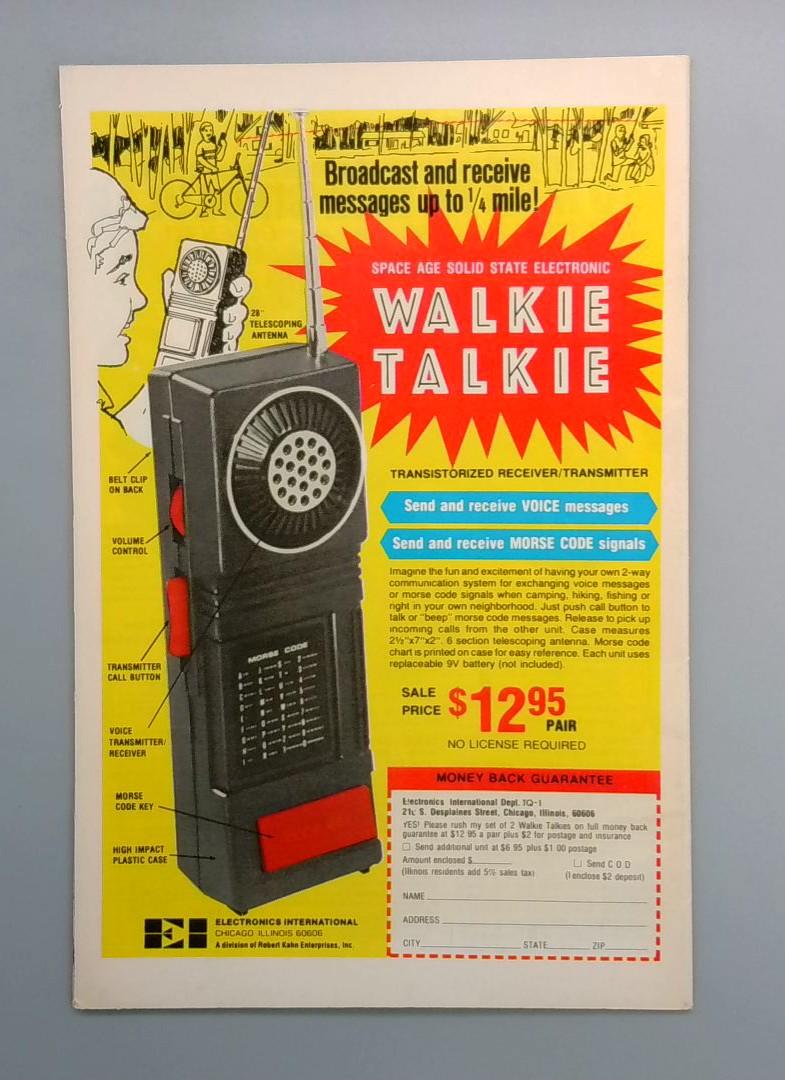 Broadcast and receive
messages up to 1/4 mile!
SPACE AGE SOLID STATE ELECTRONIC
WALKIE
TALKIE
28"
TELESCOPING
ANTENNA
BELT CLIP
ON BACK
VOLUME
CONTROL
TRANSMITTER
CALL BUTTON
VOICE
TRANSMITTER/
RECEIVER
MORSE
CODE KEY
HIGH IMPACT
PLASTIC CASE
MORSE CODE
TRANSISTORIZED RECEIVER/TRANSMITTER
Send and receive VOICE messages
Send and receive MORSE CODE signals
Imagine the fun and excitement of having your own 2-way
communication system for exchanging voice messages
or morse code signals when camping, hiking, fishing or
right in your own neighborhood. Just push call button to
talk or "beep" morse code messages. Release to pick up
incoming calls from the other unit. Case measures
2½"x7"x2". 6 section telescoping antenna. Morse code
chart is printed on case for easy reference. Each unit uses
replaceable 9V battery (not included).
SALE
PRICE $1295
PAIR
NO LICENSE REQUIRED
MONEY BACK GUARANTEE
Electronics International Dept. TQ-1
S. Desplaines Street, Chicago, Illinois, 60606
YES! Please rush my set of 2 Walkie Talkies on full money back
guarantee at $12.95 a pair plus $2 for postage and insurance
Send additional unit at $6.95 plus $1.00 postage
Amount enclosed $
Send C.O.D.
(Illinois residents add 5% sales tax)
(I enclose $2 deposit)
NAME
ADDRESS
CITY STATE ZIP
ELECTRONICS INTERNATIONAL
CHICAGO ILLINOIS 60606
A division of Robert Kahn Enterprises, Inc.